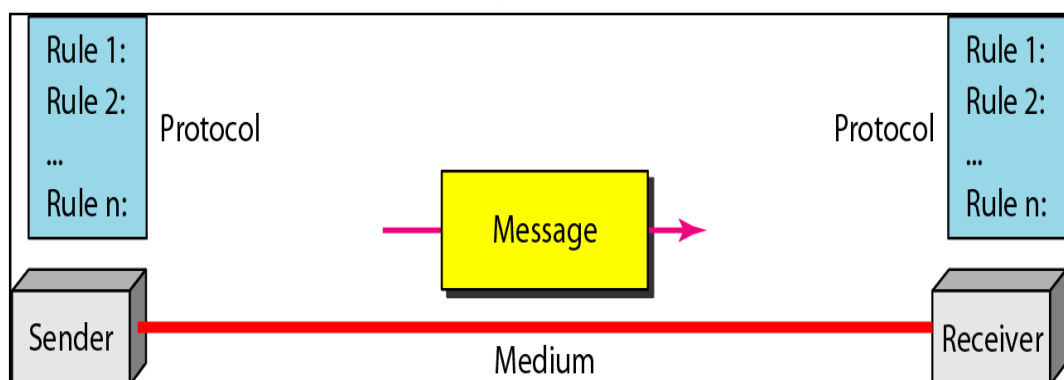 Rule 1:
Rule 2:
...
Rule n:
Protocol
Protocol
Rule 1:
Rule 2:
...
Rule n:
Message
Sender
Medium
Receiver